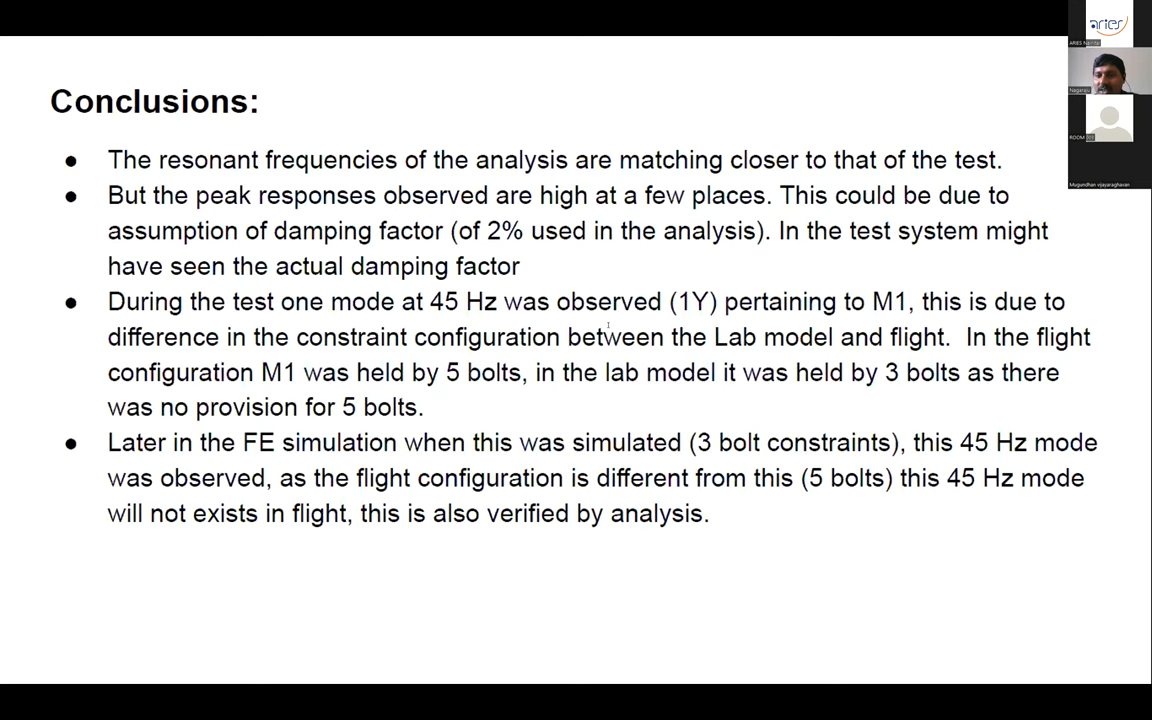 aries
ARIES Nainital
Nagaraju
ROOM
Mugundhan vijayaraghavan
Conclusions:
● The resonant frequencies of the analysis are matching closer to that of the test.
● But the peak responses observed are high at a few places. This could be due to
assumption of damping factor (of 2% used in the analysis). In the test system might
have seen the actual damping factor
● During the test one mode at 45 Hz was observed (1Y) pertaining to M1, this is due to
difference in the constraint configuration between the Lab model and flight.  In the flight
configuration M1 was held by 5 bolts, in the lab model it was held by 3 bolts as there
was no provision for 5 bolts.
● Later in the FE simulation when this was simulated (3 bolt constraints), this 45 Hz mode
was observed, as the flight configuration is different from this (5 bolts) this 45 Hz mode
will not exists in flight, this is also verified by analysis.